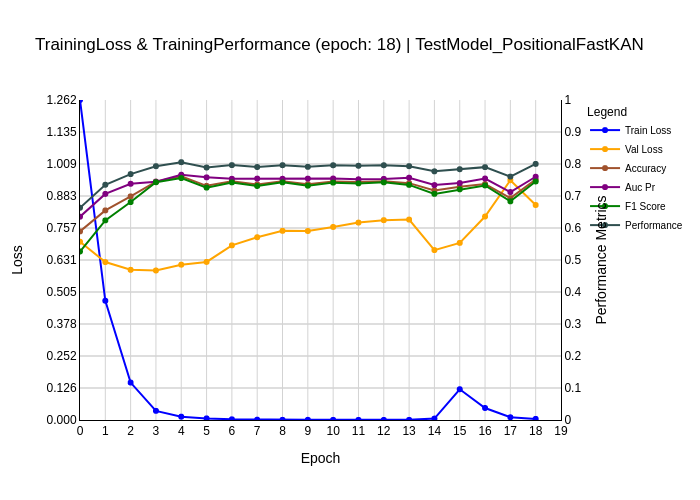 TrainingLoss & TrainingPerformance (epoch: 18) | TestModel_PositionalFastKAN
Legend
Train Loss
Val Loss
Accuracy
Auc Pr
F1 Score
Performance
Loss
1.262
1.135
1.009
0.883
0.757
0.631
0.505
0.378
0.252
0.126
0.000
1
0.9
0.8
0.7
0.6
0.5
0.4
0.3
0.2
0.1
0
Performance Metrics
0 1 2 3 4 5 6 7 8 9 10 11 12 13 14 15 16 17 18 19
Epoch